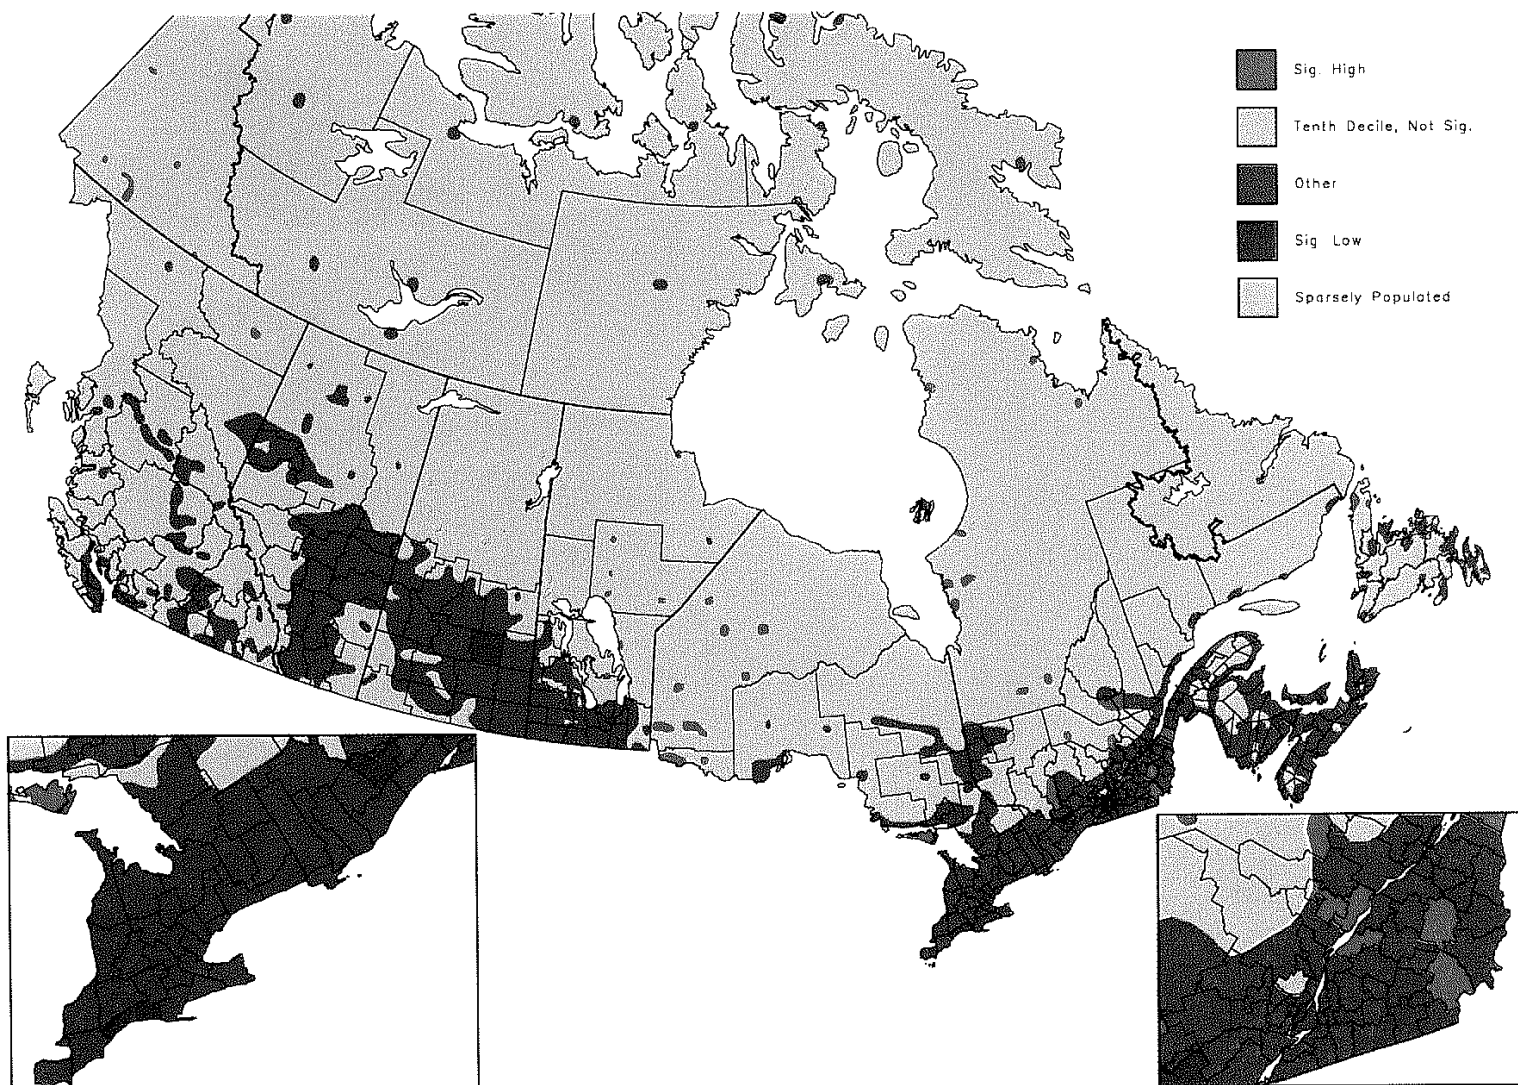 Sig. High
Tenth Decile, Not Sig.
Other
Sig Low
Sparsely Populated